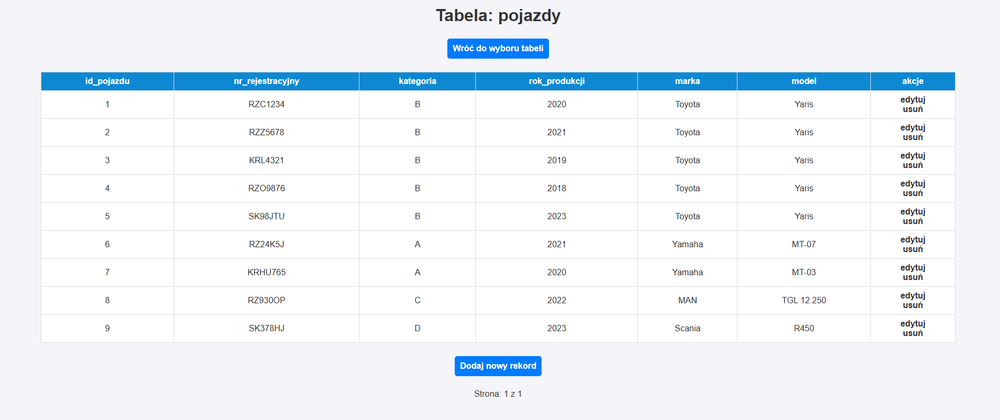 Tabela: pojazdy
Wróć do wyboru tabeli
id_pojazdu nr_rejestracyjny kategoria rok_produkcji marka model akcje
1 RZC1234 B 2020 Toyota Yaris edytuj usuń
2 RZZ5678 B 2021 Toyota Yaris edytuj usuń
3 KRL4321 B 2019 Toyota Yaris edytuj usuń
4 RZO9876 B 2018 Toyota Yaris edytuj usuń
5 SK98JTU B 2023 Toyota Yaris edytuj usuń
6 RZ24K5J A 2021 Yamaha MT-07 edytuj usuń
7 KRHU765 A 2020 Yamaha MT-03 edytuj usuń
8 RZ930OP C 2022 MAN TGL 12.250 edytuj usuń
9 SK378HJ D 2023 Scania R450 edytuj usuń
Dodaj nowy rekord
Strona: 1 z 1